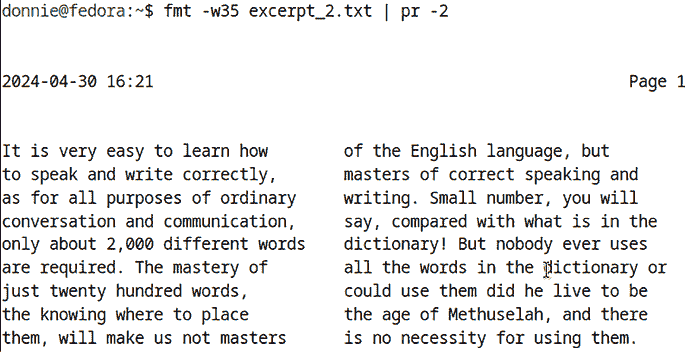 donnie@fedora:~$ fmt -w35 excerpt_2.txt | pr -2
2024-04-30 16:21 Page 1
It is very easy to learn how
to speak and write correctly,
as for all purposes of ordinary
conversation and communication,
only about 2,000 different words
are required. The mastery of
just twenty hundred words,
the knowing where to place
them, will make us not masters
of the English language, but
masters of correct speaking and
writing. Small number, you will
say, compared with what is in the
dictionary! But nobody ever uses
all the words in the dictionary or
could use them did he live to be
the age of Methuselah, and there
is no necessity for using them.